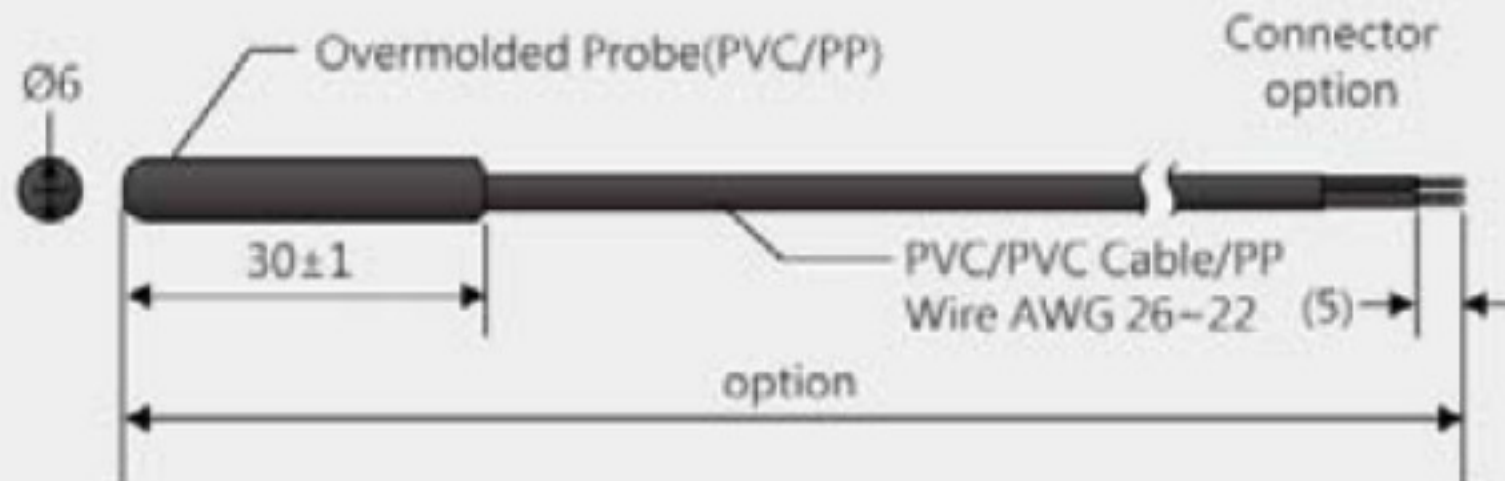 Overmolded Probe(PVC/PP)
Connector
option
Ø6
30±1
PVC/PVC Cable/PP
Wire AWG 26~22 (5)
option